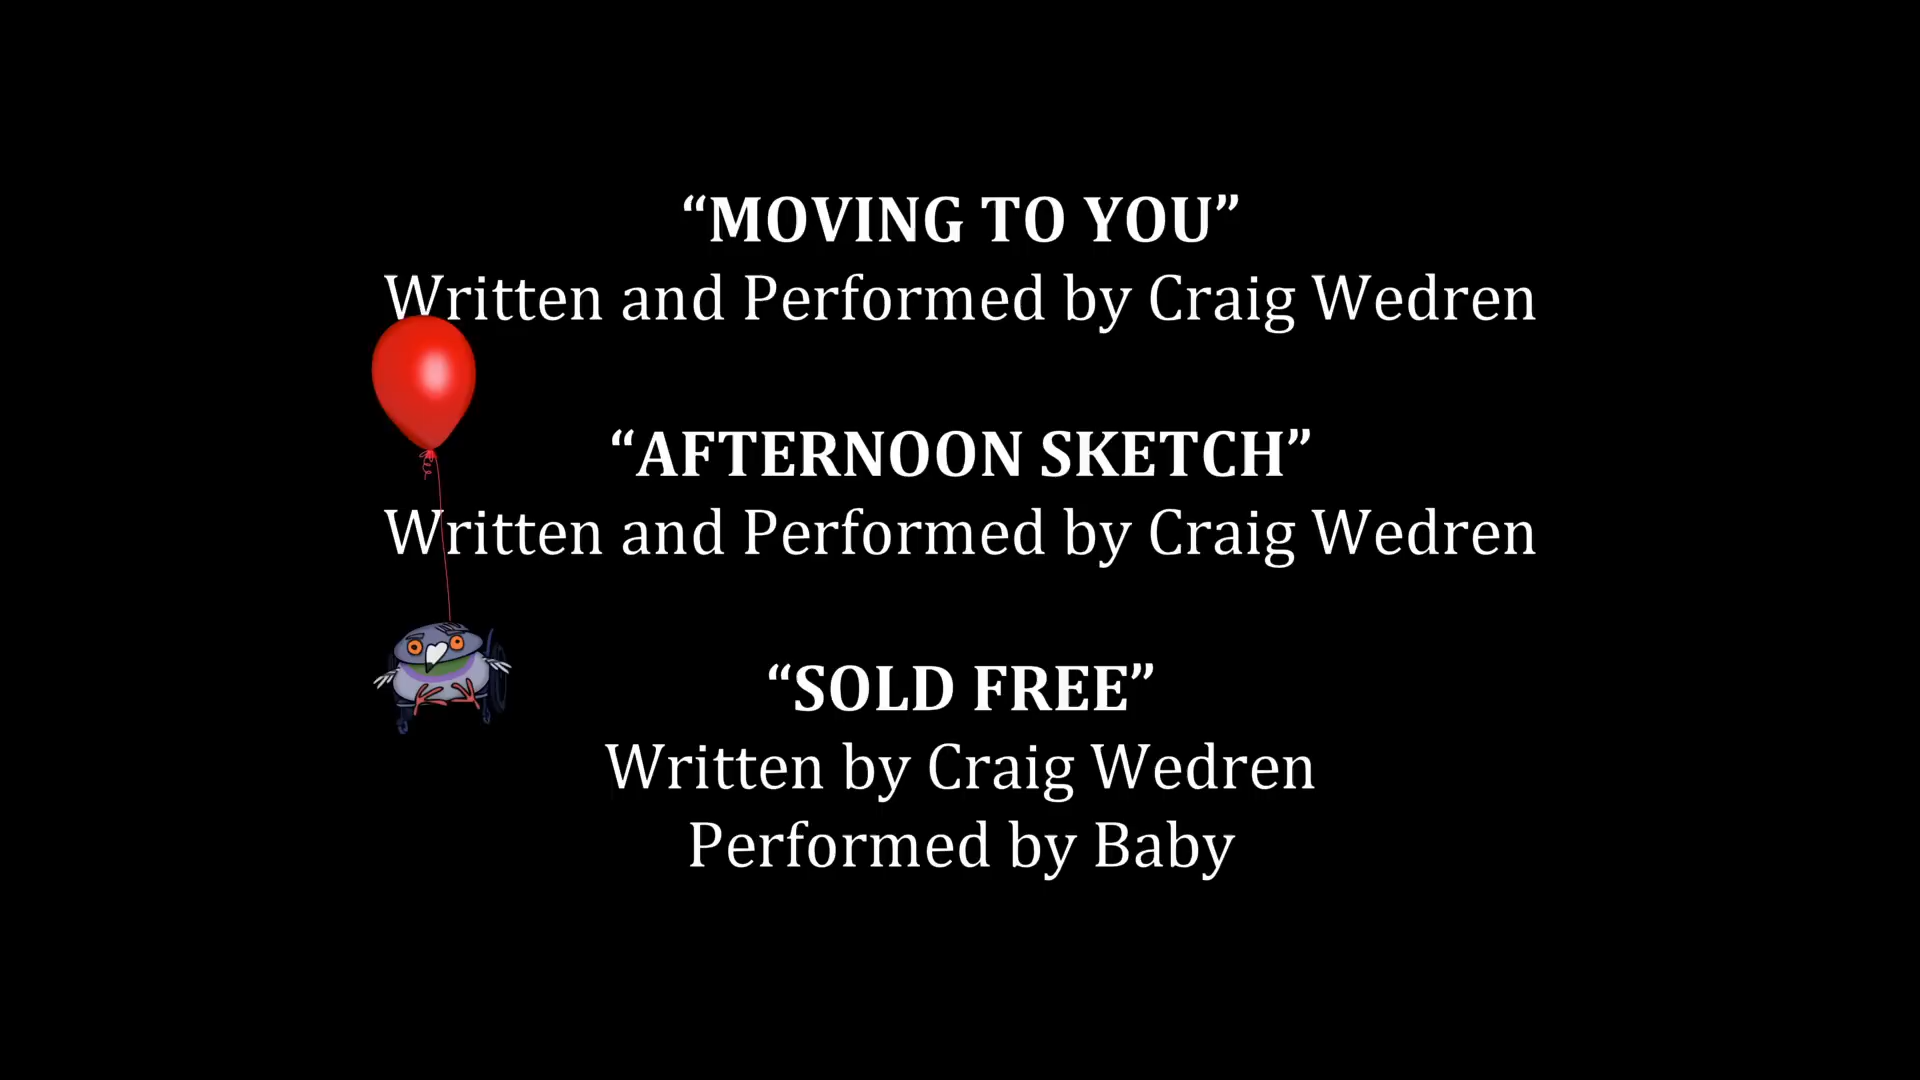 “MOVING TO YOU”
Written and Performed by Craig Wedren
“AFTERNOON SKETCH”
Written and Performed by Craig Wedren
“SOLD FREE”
Written by Craig Wedren
Performed by Baby